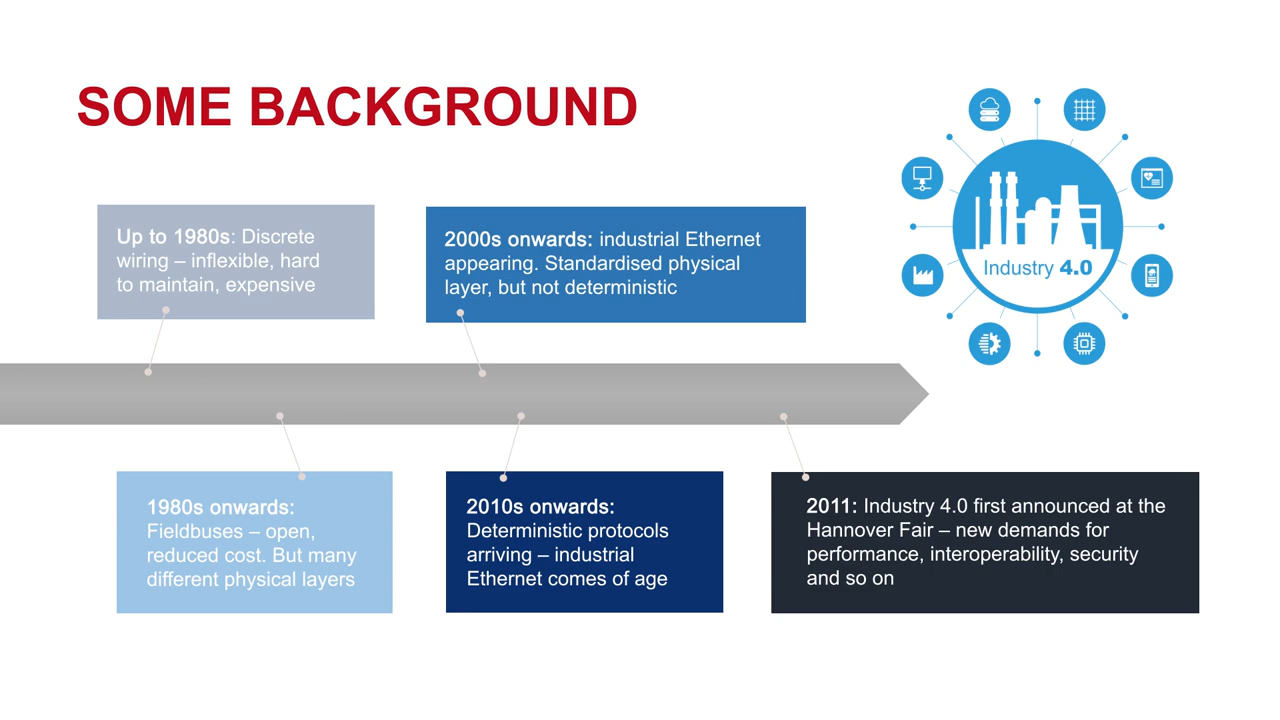 SOME BACKGROUND
Up to 1980s: Discrete
wiring – inflexible, hard
to maintain, expensive
2000s onwards: industrial Ethernet
appearing. Standardised physical
layer, but not deterministic
Industry 4.0
1980s onwards:
Fieldbuses – open,
reduced cost. But many
different physical layers
2010s onwards:
Deterministic protocols
arriving – industrial
Ethernet comes of age
2011: Industry 4.0 first announced at the
Hannover Fair – new demands for
performance, interoperability, security
and so on